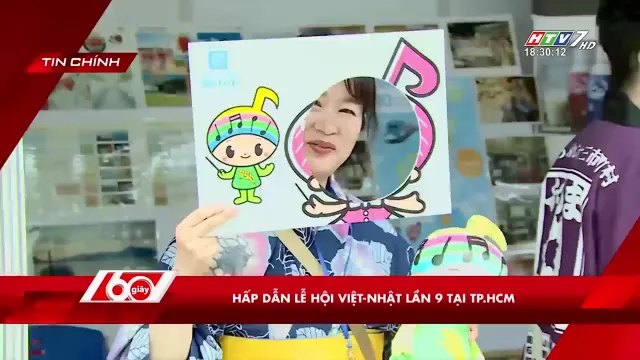 HTV7 HD
18:30:12
TIN CHÍNH
60 giây
HẤP DẪN LỄ HỘI VIỆT-NHẬT LẦN 9 TẠI TP.HCM